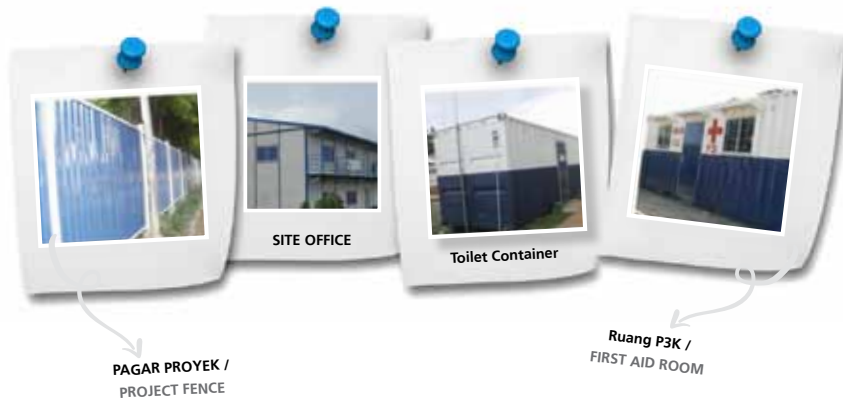 SITE OFFICE
Toilet Container
PAGAR PROYEK /
PROJECT FENCE
Ruang P3K /
FIRST AID ROOM